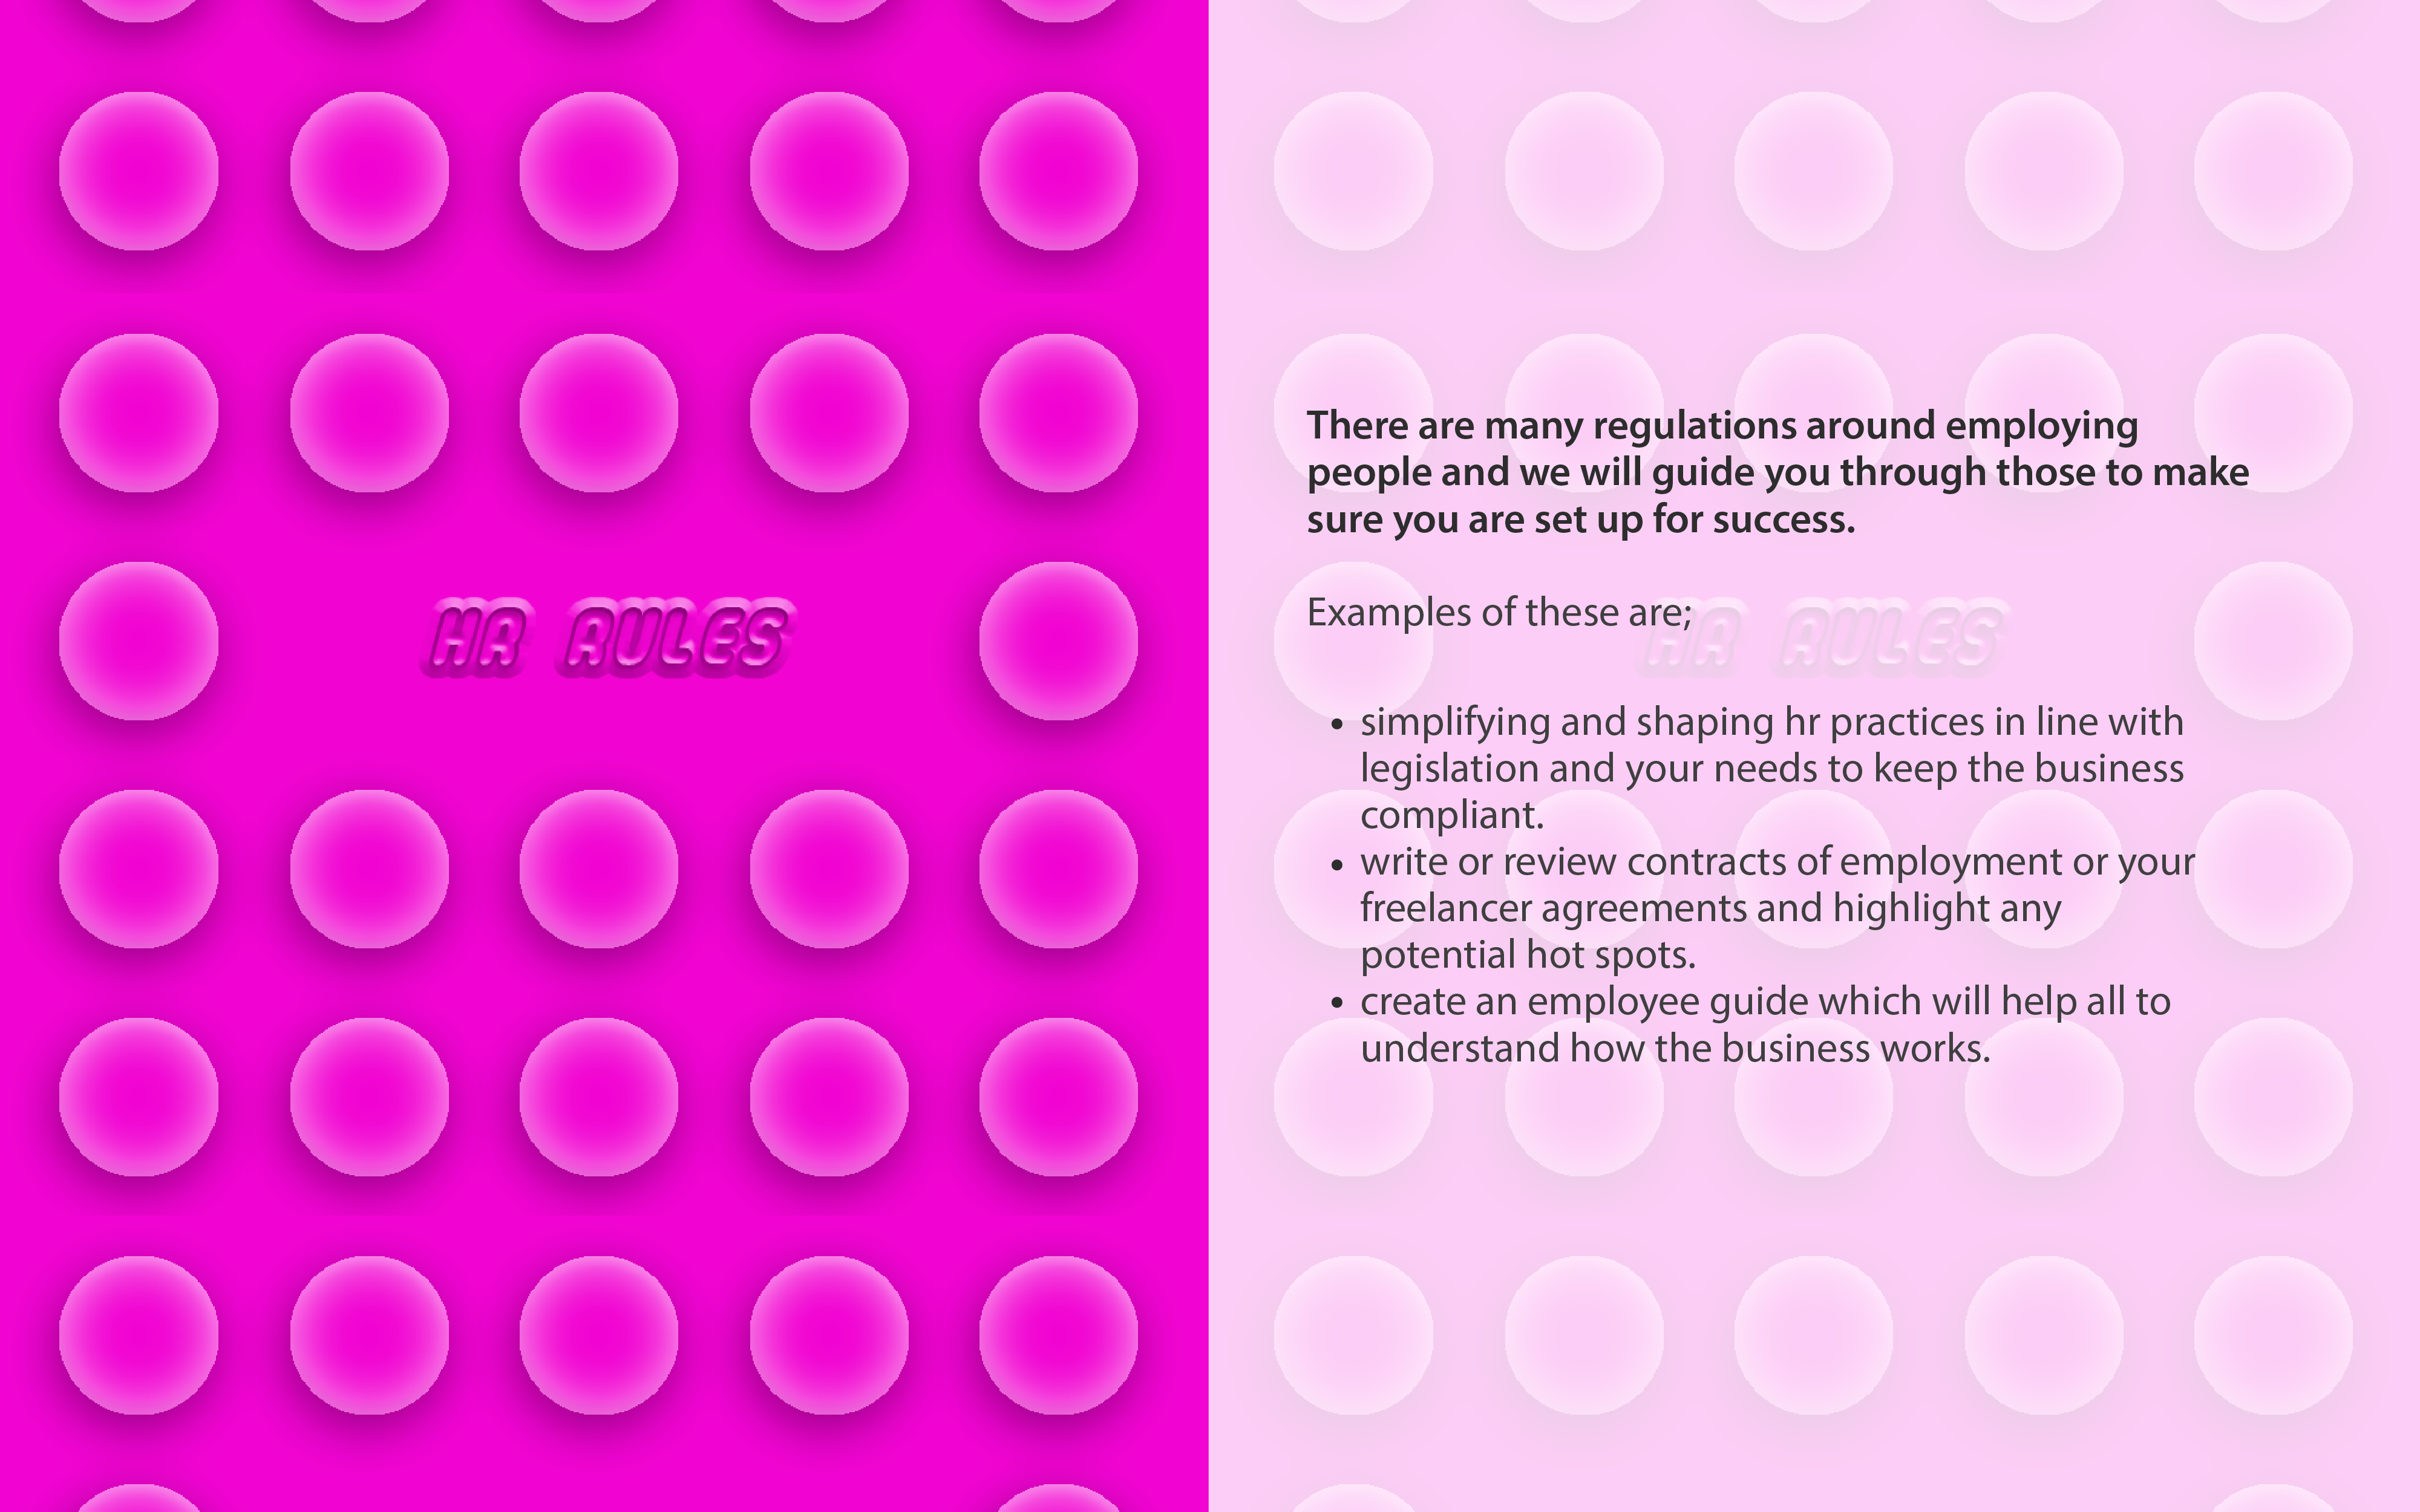 HR RULES
There are many regulations around employing
people and we will guide you through those to make
sure you are set up for success.
Examples of these are;
HR RULES
• simplifying and shaping hr practices in line with
legislation and your needs to keep the business
compliant.
• write or review contracts of employment or your
freelancer agreements and highlight any
potential hot spots.
• create an employee guide which will help all to
understand how the business works.